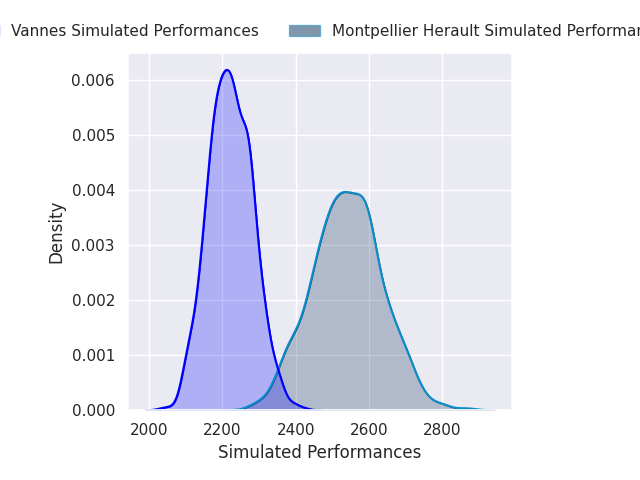 Vannes Simulated Performances Montpellier Herault Simulated
0.006
0.005
0.004
0.003
0.002
0.001
0.000
Density
2000 2200 2400 2600 2800
Simulated Performances